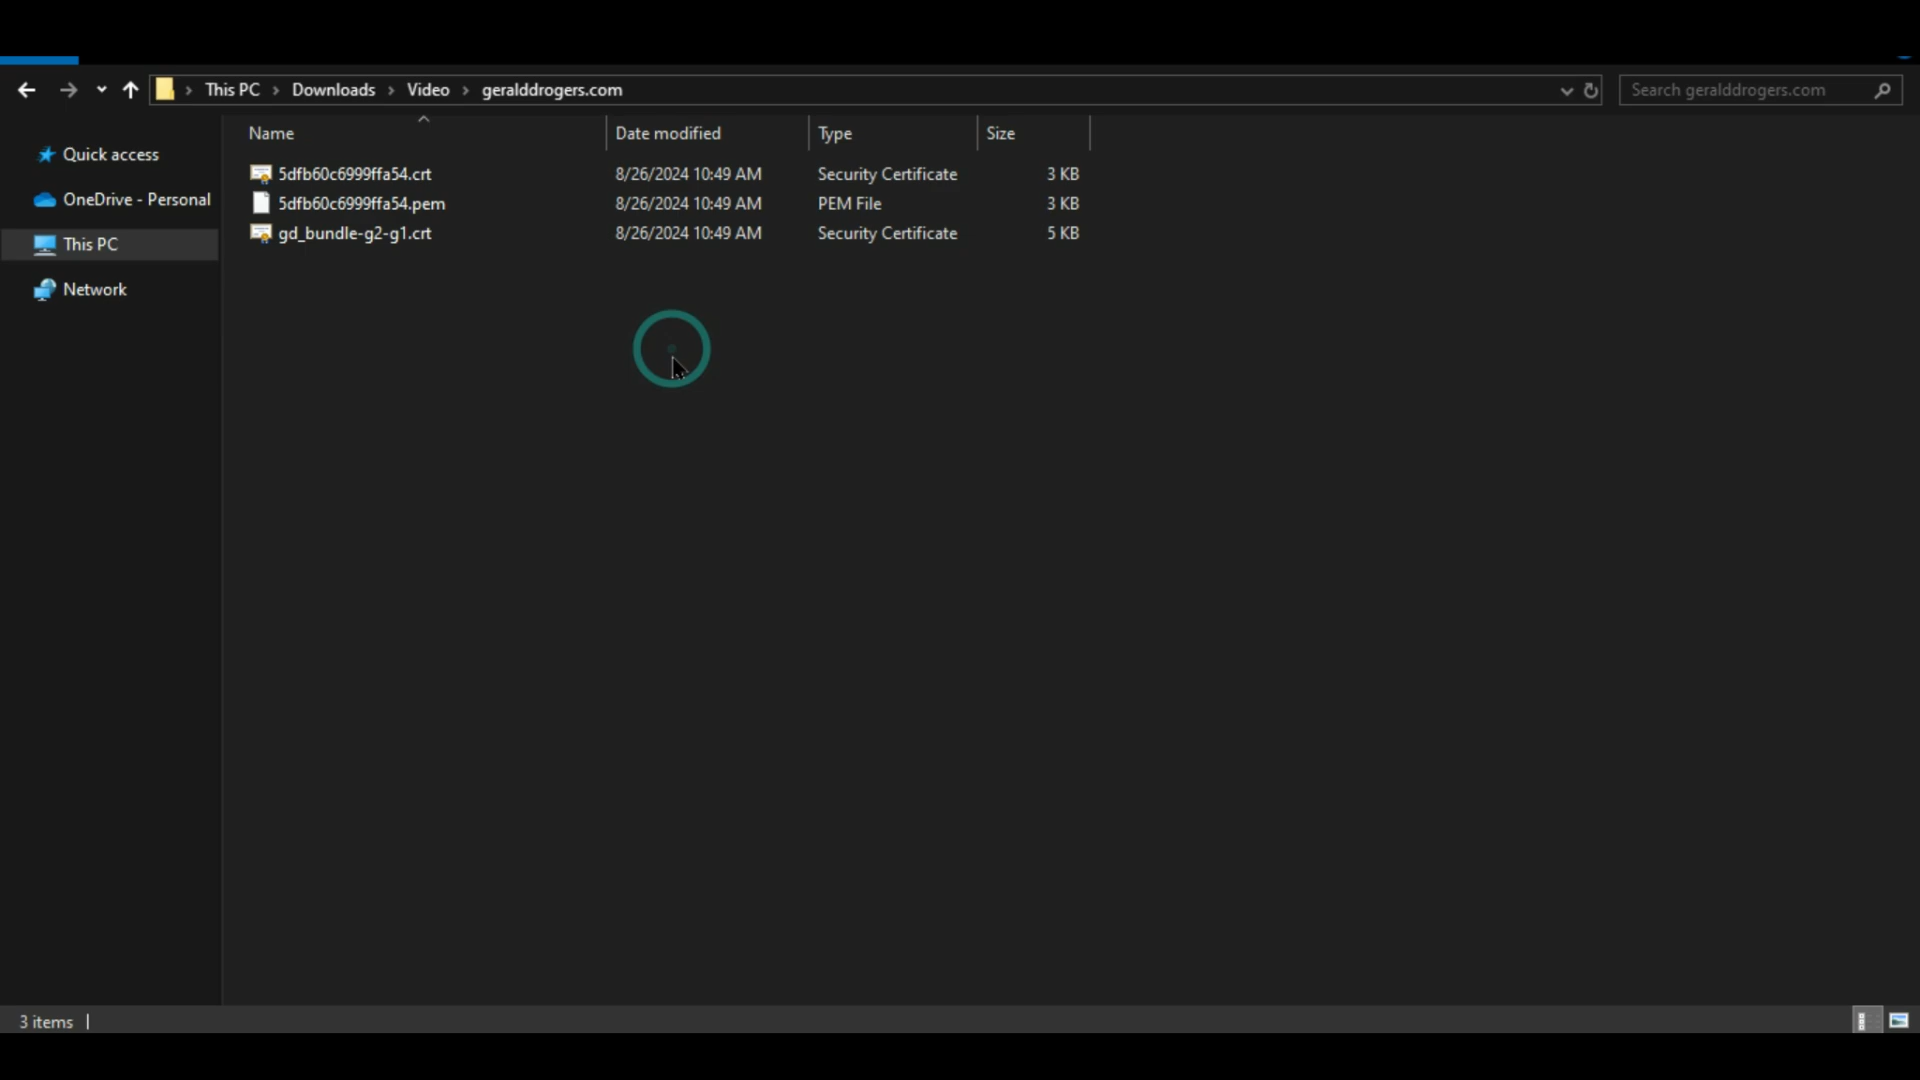 This PC > Downloads > Video > geralddrogers.com
Search geralddrogers.com
Name Date modified Type Size
Quick access
OneDrive - Personal
This PC
Network
5dfb60c6999ffa54.crt 8/26/2024 10:49 AM Security Certificate 3 KB
5dfb60c6999ffa54.pem 8/26/2024 10:49 AM PEM File 3 KB
gd_bundle-g2-g1.crt 8/26/2024 10:49 AM Security Certificate 5 KB
3 items